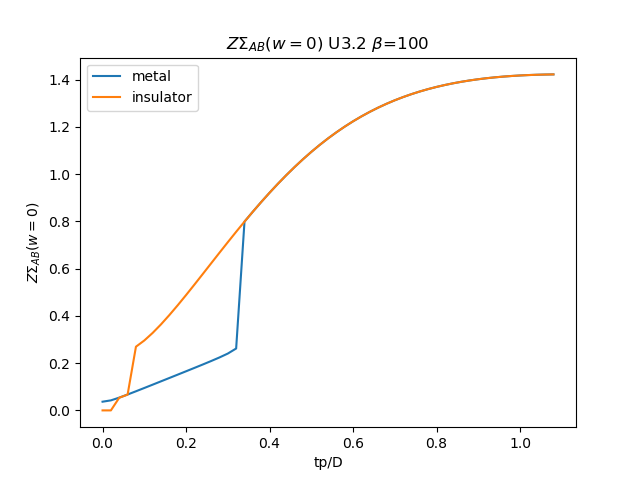 ZΣ_AB(w = 0) U3.2 β=100
metal
insulator
ZΣ_AB(w = 0)
1.4
1.2
1.0
0.8
0.6
0.4
0.2
0.0
0.0 0.2 0.4 0.6 0.8 1.0
tp/D